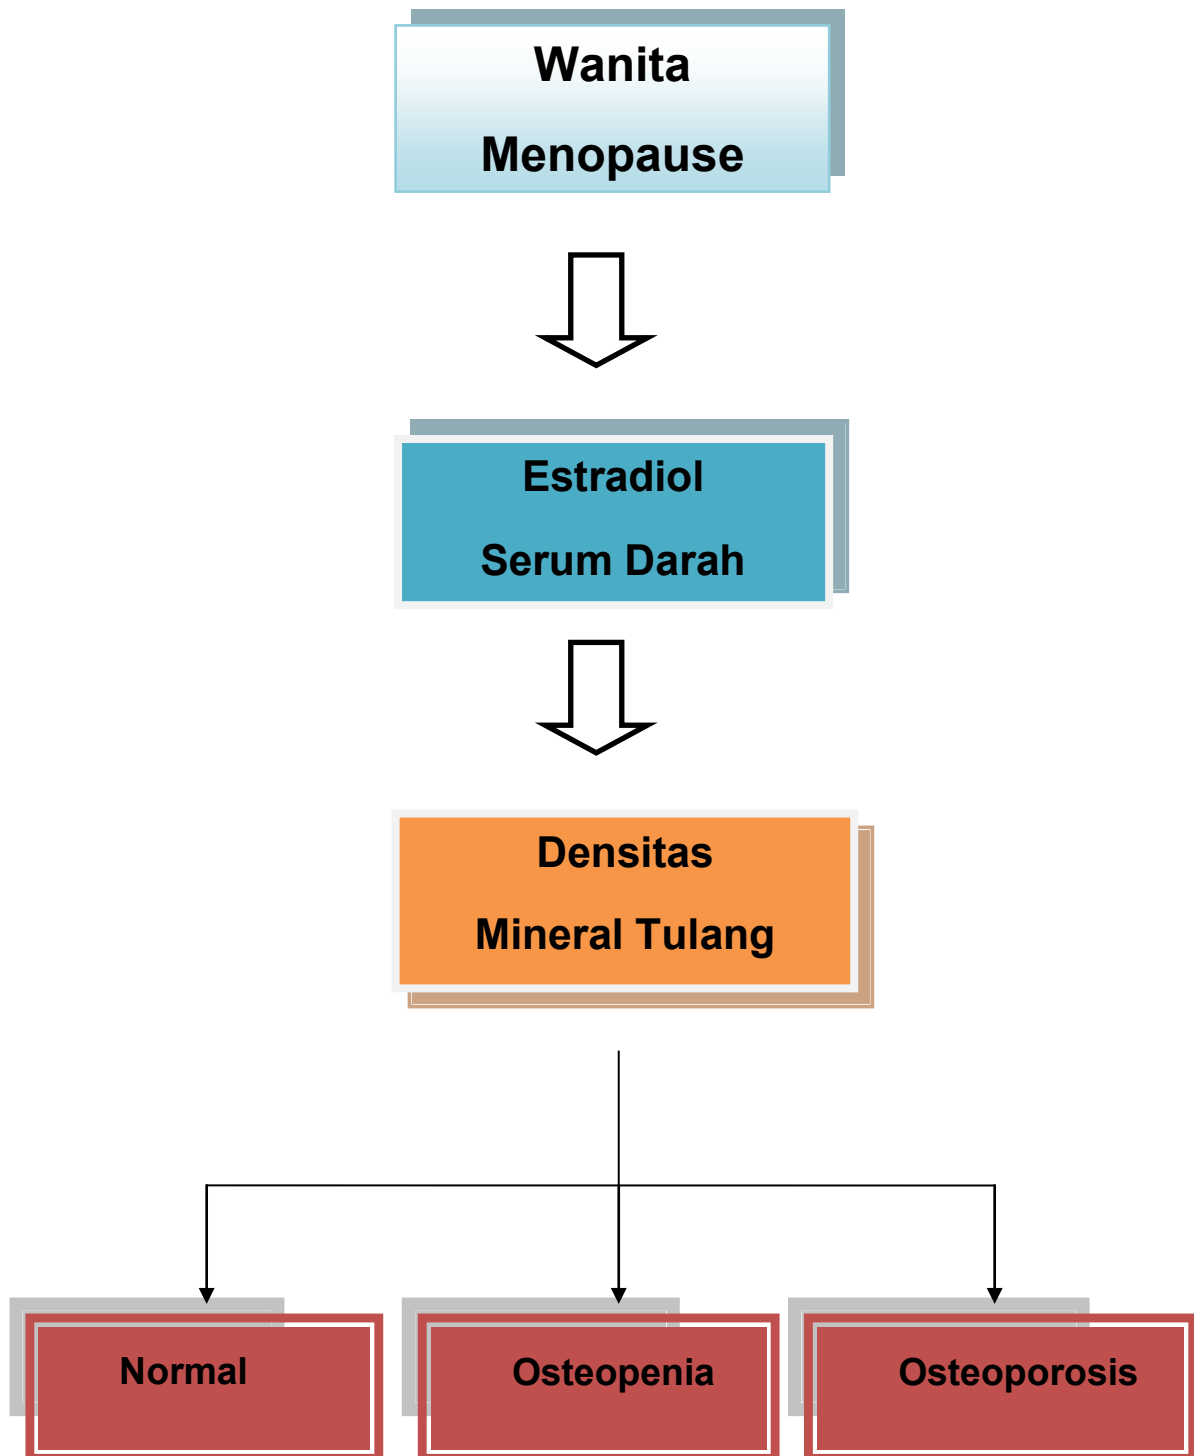 Wanita
Menopause
Estradiol
Serum Darah
Densitas
Mineral Tulang
Normal
Osteopenia
Osteoporosis